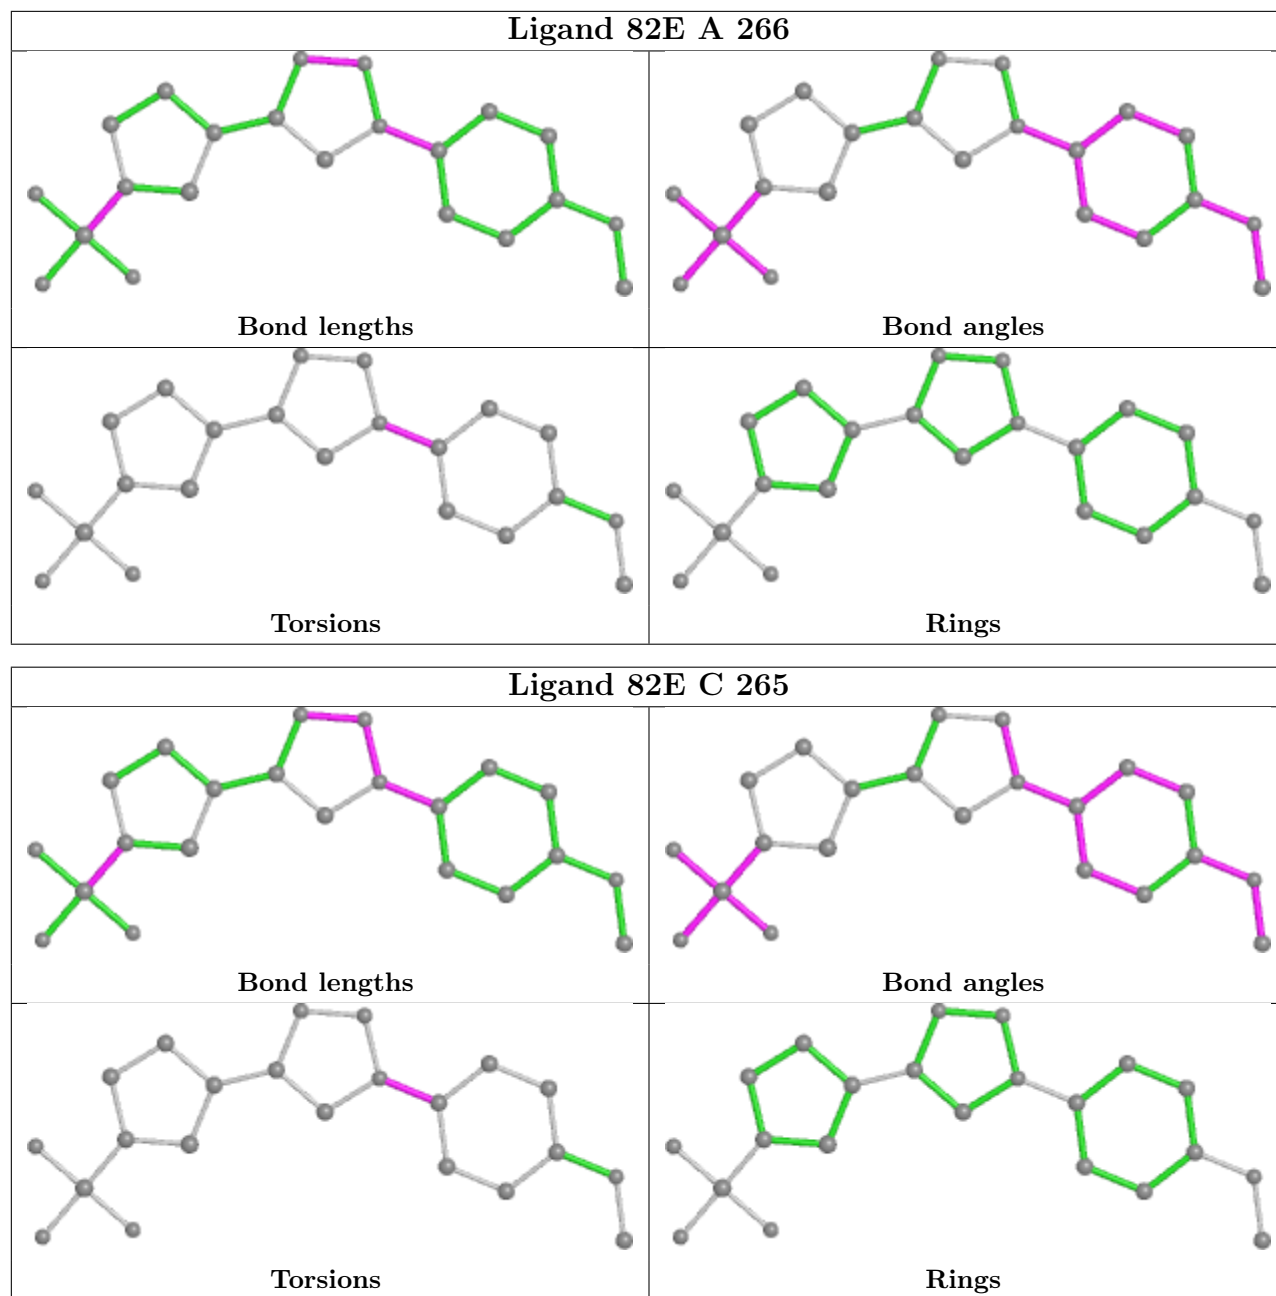 Ligand 82E A 266
Bond lengths
Bond angles
Torsions
Rings
Ligand 82E C 265
Bond lengths
Bond angles
Torsions
Rings